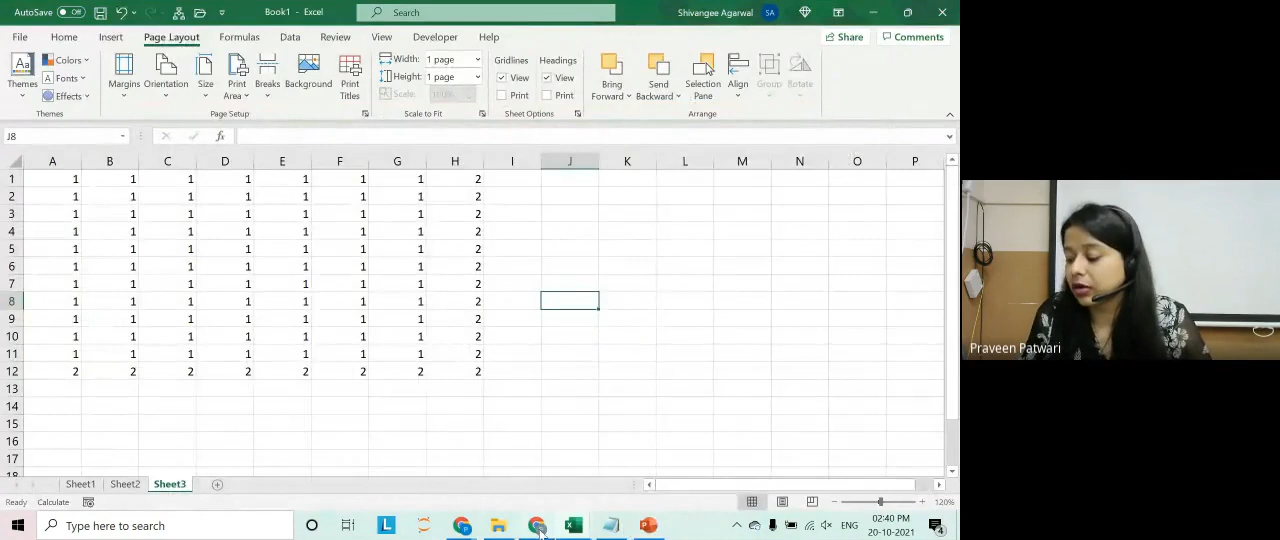 AutoSave Off Book1 - Excel Search Shivangee Agarwal SA
File Home Insert Page Layout Formulas Data Review View Developer Help Share Comments
Themes Colors Fonts Effects Margins Orientation Size Print Area Breaks Background Print Titles Width: 1 page Height: 1 page Scale: 100% Gridlines View Print Headings View Print Bring Forward Send Backward Selection Pane Align Group Rotate
Themes Page Setup Scale to Fit Sheet Options Arrange
J8 fx
A B C D E F G H I J K L M N O P
1 1 1 1 1 1 1 1 2
2 1 1 1 1 1 1 1 2
3 1 1 1 1 1 1 1 2
4 1 1 1 1 1 1 1 2
5 1 1 1 1 1 1 1 2
6 1 1 1 1 1 1 1 2
7 1 1 1 1 1 1 1 2
8 1 1 1 1 1 1 1 2
9 1 1 1 1 1 1 1 2
10 1 1 1 1 1 1 1 2
11 1 1 1 1 1 1 1 2
12 2 2 2 2 2 2 2 2
13
14
15
16
17
18
Praveen Patwari
Sheet1 Sheet2 Sheet3
Ready Calculate 120%
Type here to search L ENG 02:40 PM
20-10-2021 4